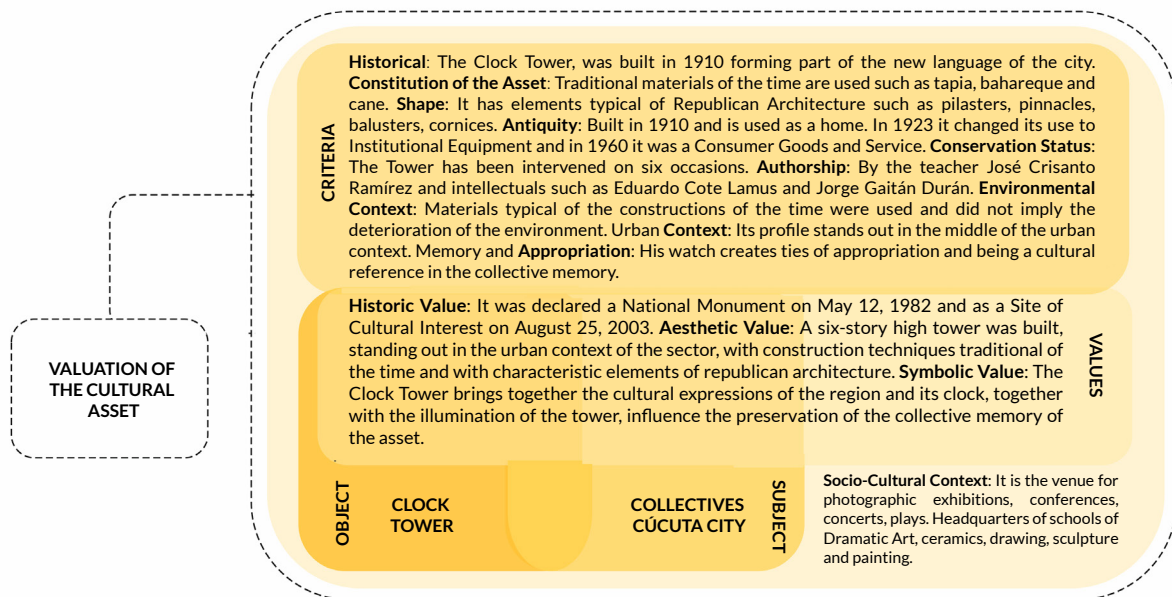 VALUATION OF
THE CULTURAL
ASSET
CRITERIA
Historical: The Clock Tower, was built in 1910 forming part of the new language of the city.
Constitution of the Asset: Traditional materials of the time are used such as tapia, bahareque and
cane. Shape: It has elements typical of Republican Architecture such as pilasters, pinnacles,
balusters, cornices. Antiquity: Built in 1910 and is used as a home. In 1923 it changed its use to
Institutional Equipment and in 1960 it was a Consumer Goods and Service. Conservation Status:
The Tower has been intervened on six occasions. Authorship: By the teacher José Crisanto
Ramírez and intellectuals such as Eduardo Cote Lamus and Jorge Gaitán Durán. Environmental
Context: Materials typical of the constructions of the time were used and did not imply the
deterioration of the environment. Urban Context: Its profile stands out in the middle of the urban
context. Memory and Appropriation: His watch creates ties of appropriation and being a cultural
reference in the collective memory.
Historic Value: It was declared a National Monument on May 12, 1982 and as a Site of
Cultural Interest on August 25, 2003. Aesthetic Value: A six-story high tower was built,
standing out in the urban context of the sector, with construction techniques traditional of
the time and with characteristic elements of republican architecture. Symbolic Value: The
Clock Tower brings together the cultural expressions of the region and its clock, together
with the illumination of the tower, influence the preservation of the collective memory of
the asset.
VALUES
OBJECT
CLOCK
TOWER
COLLECTIVES
CÚCUTA CITY
SUBJECT
Socio-Cultural Context: It is the venue for
photographic exhibitions, conferences,
concerts, plays. Headquarters of schools of
Dramatic Art, ceramics, drawing, sculpture
and painting.